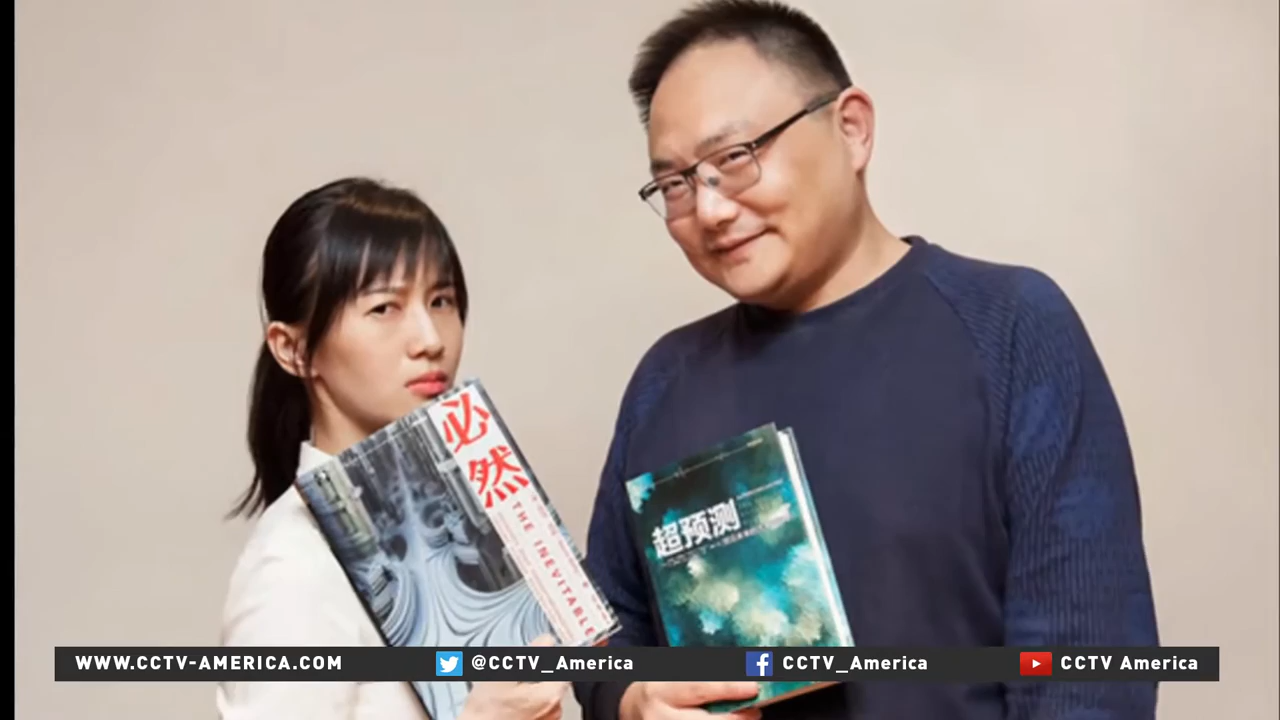 必然
THE INEVITABLE
超预测
WWW.CCTV-AMERICA.COM
@CCTV_America
CCTV_America
CCTV America